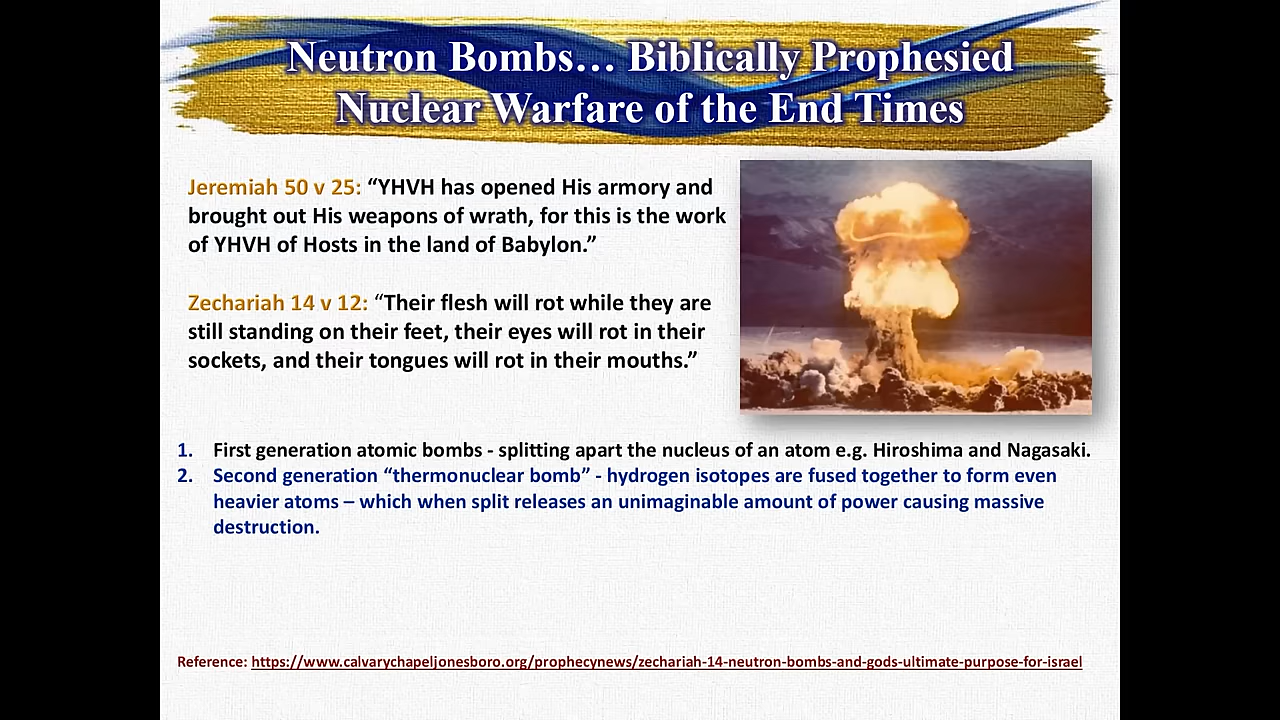 Neutron Bombs… Biblically Prophesied
Nuclear Warfare of the End Times
Jeremiah 50 v 25: “YHVH has opened His armory and
brought out His weapons of wrath, for this is the work
of YHVH of Hosts in the land of Babylon.”
Zechariah 14 v 12: “Their flesh will rot while they are
still standing on their feet, their eyes will rot in their
sockets, and their tongues will rot in their mouths.”
1. First generation atomic bombs - splitting apart the nucleus of an atom e.g. Hiroshima and Nagasaki.
2. Second generation “thermonuclear bomb” - hydrogen isotopes are fused together to form even
heavier atoms – which when split releases an unimaginable amount of power causing massive
destruction.
Reference: https://www.calvarychapeljonesboro.org/prophecynews/zechariah-14-neutron-bombs-and-gods-ultimate-purpose-for-israel